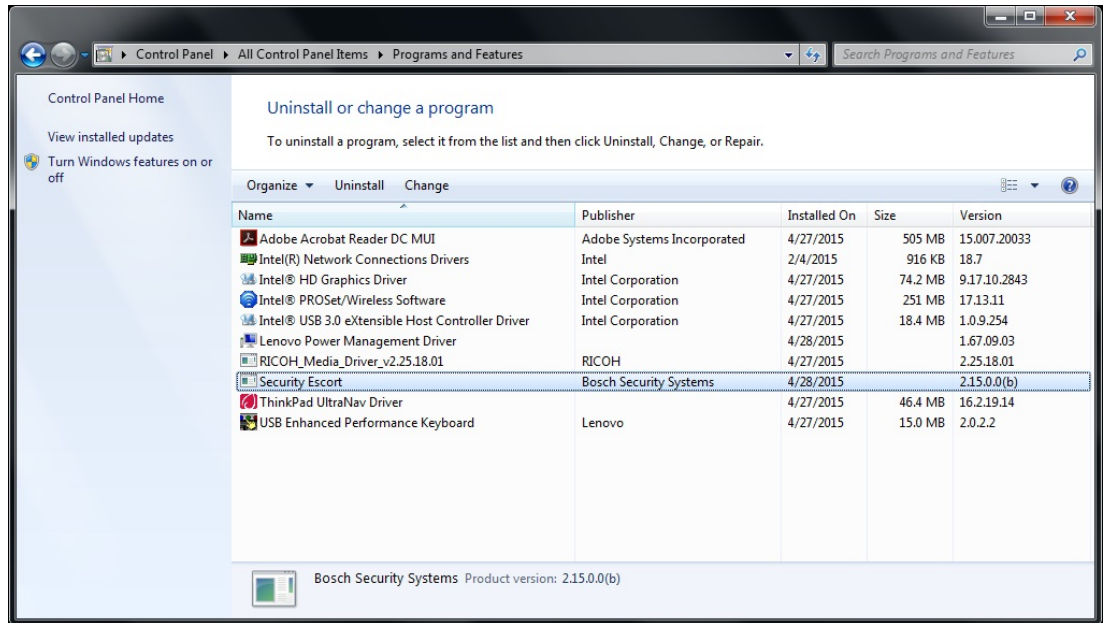 Control Panel ▸ All Control Panel Items ▸ Programs and Features
Search Programs and Features
Control Panel Home
View installed updates
Turn Windows features on or
off
Uninstall or change a program
To uninstall a program, select it from the list and then click Uninstall, Change, or Repair.
Organize Uninstall Change
Name Publisher Installed On Size Version
Adobe Acrobat Reader DC MUI Adobe Systems Incorporated 4/27/2015 505 MB 15.007.20033
Intel(R) Network Connections Drivers Intel 2/4/2015 916 KB 18.7
Intel® HD Graphics Driver Intel Corporation 4/27/2015 74.2 MB 9.17.10.2843
Intel® PROSet/Wireless Software Intel Corporation 4/27/2015 251 MB 17.13.11
Intel® USB 3.0 eXtensible Host Controller Driver Intel Corporation 4/27/2015 18.4 MB 1.0.9.254
Lenovo Power Management Driver 4/28/2015 1.67.09.03
RICOH_Media_Driver_v2.25.18.01 RICOH 4/27/2015 2.25.18.01
Security Escort Bosch Security Systems 4/28/2015 2.15.0.0(b)
ThinkPad UltraNav Driver 4/27/2015 46.4 MB 16.2.19.14
USB Enhanced Performance Keyboard Lenovo 4/27/2015 15.0 MB 2.0.2.2
Bosch Security Systems Product version: 2.15.0.0(b)